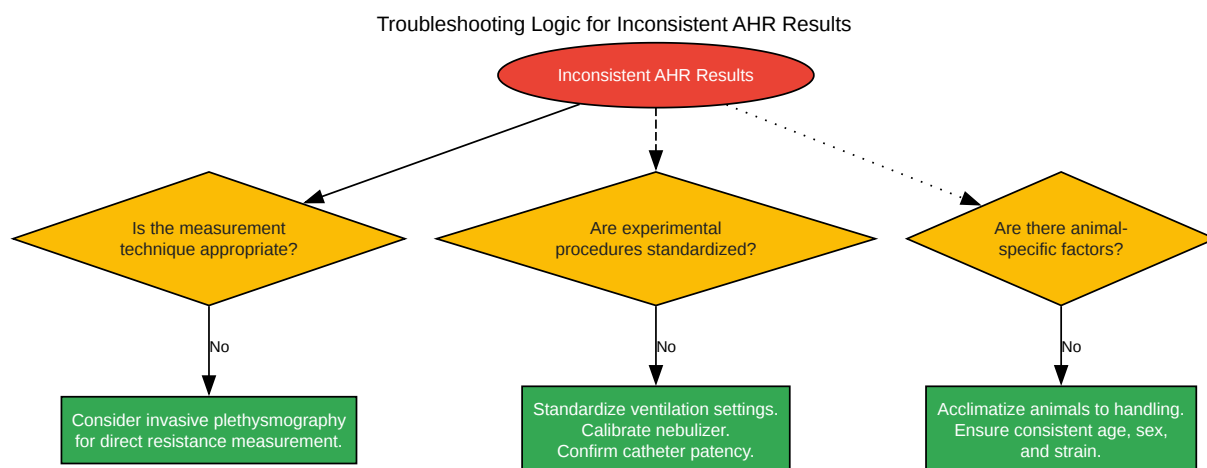 Troubleshooting Logic for Inconsistent AHR Results
Inconsistent AHR Results
Is the measurement
technique appropriate?
Are experimental
procedures standardized?
Are there animal-
specific factors?
No
No
No
Consider invasive plethysmography
for direct resistance measurement.
Standardize ventilation settings.
Calibrate nebulizer.
Confirm catheter patency.
Acclimatize animals to handling.
Ensure consistent age, sex,
and strain.